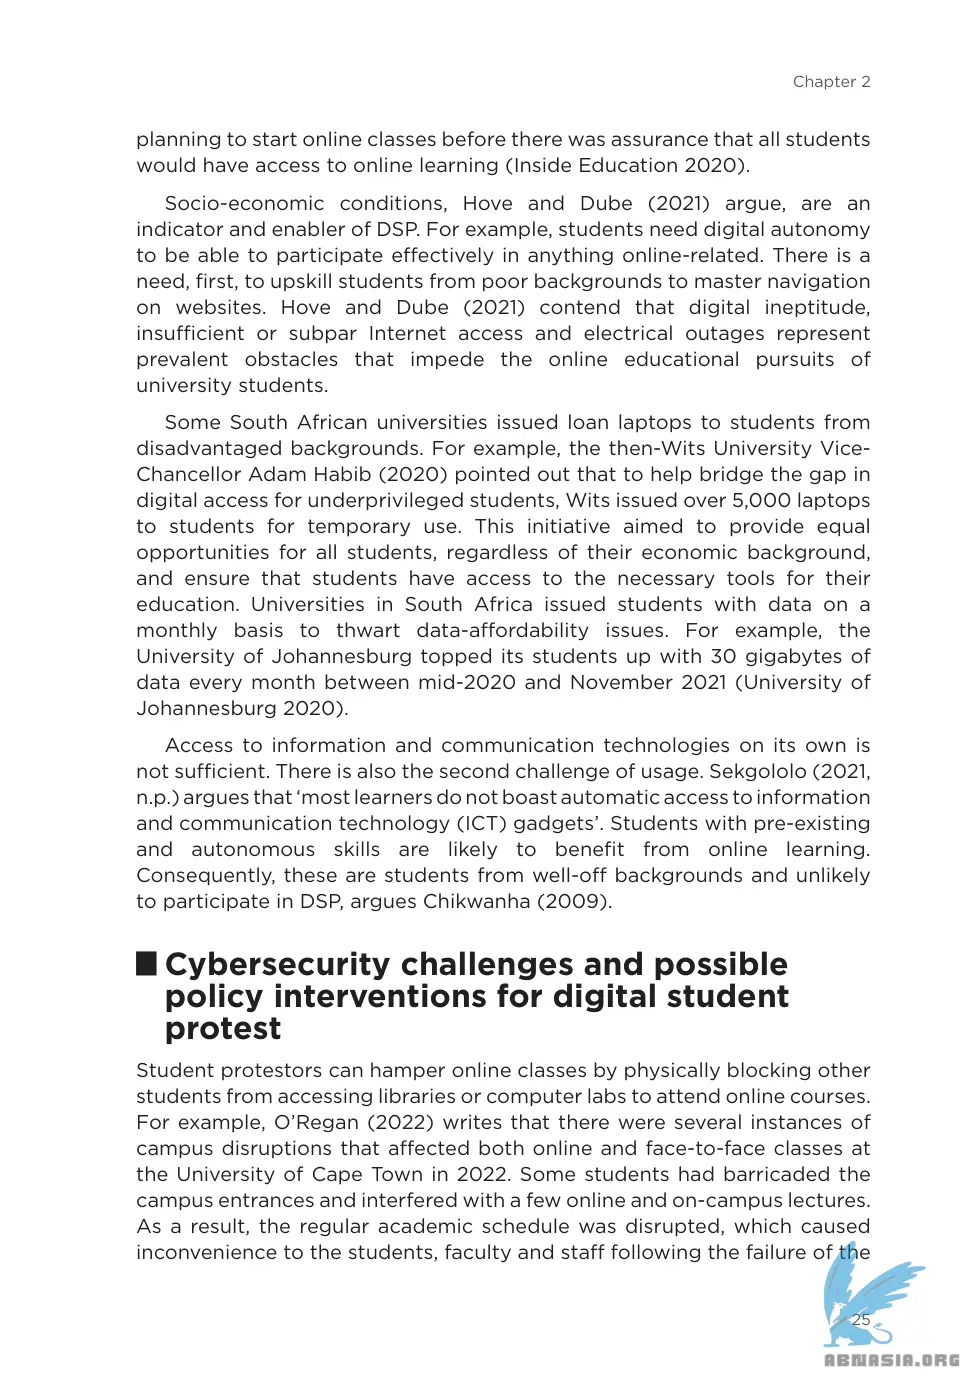 Chapter 2
planning to start online classes before there was assurance that all students
would have access to online learning (Inside Education 2020).
Socio-economic conditions, Hove and Dube (2021) argue, are an
indicator and enabler of DSP. For example, students need digital autonomy
to be able to participate effectively in anything online-related. There is a
need, first, to upskill students from poor backgrounds to master navigation
on websites. Hove and Dube (2021) contend that digital ineptitude,
insufficient or subpar Internet access and electrical outages represent
prevalent obstacles that impede the online educational pursuits of
university students.
Some South African universities issued loan laptops to students from
disadvantaged backgrounds. For example, the then-Wits University Vice-
Chancellor Adam Habib (2020) pointed out that to help bridge the gap in
digital access for underprivileged students, Wits issued over 5,000 laptops
to students for temporary use. This initiative aimed to provide equal
opportunities for all students, regardless of their economic background,
and ensure that students have access to the necessary tools for their
education. Universities in South Africa issued students with data on a
monthly basis to thwart data-affordability issues. For example, the
University of Johannesburg topped its students up with 30 gigabytes of
data every month between mid-2020 and November 2021 (University of
Johannesburg 2020).
Access to information and communication technologies on its own is
not sufficient. There is also the second challenge of usage. Sekgololo (2021,
n.p.) argues that ‘most learners do not boast automatic access to information
and communication technology (ICT) gadgets’. Students with pre-existing
and autonomous skills are likely to benefit from online learning.
Consequently, these are students from well-off backgrounds and unlikely
to participate in DSP, argues Chikwanha (2009).
Cybersecurity challenges and possible
policy interventions for digital student
protest
Student protestors can hamper online classes by physically blocking other
students from accessing libraries or computer labs to attend online courses.
For example, O’Regan (2022) writes that there were several instances of
campus disruptions that affected both online and face-to-face classes at
the University of Cape Town in 2022. Some students had barricaded the
campus entrances and interfered with a few online and on-campus lectures.
As a result, the regular academic schedule was disrupted, which caused
inconvenience to the students, faculty and staff following the failure of the
25
ABNASIA.ORG